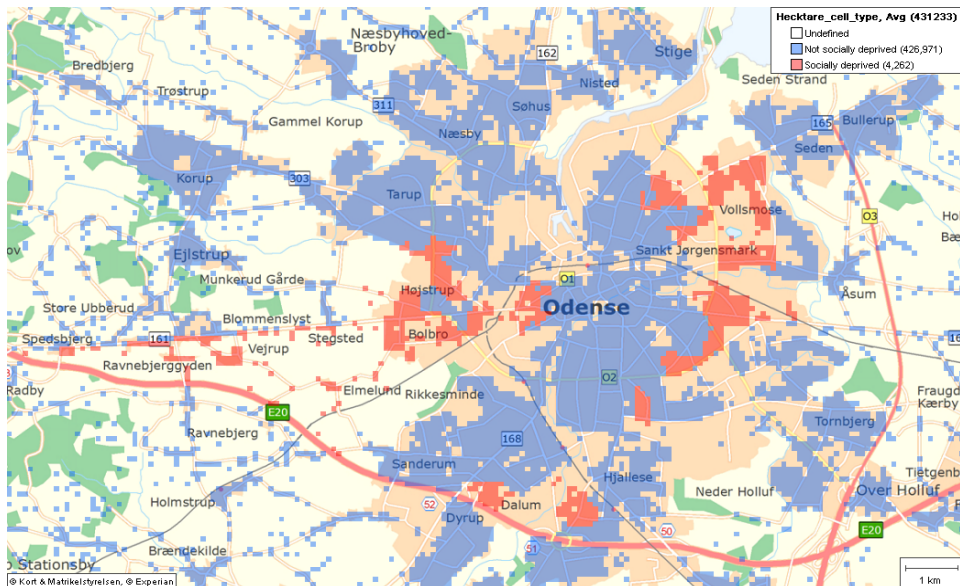 Hecktare_cell_type, Avg (431233)
Undefined
Not socially deprived (426,971)
Socially deprived (4,262)
Næsbyhoved-
Broby
162
Stige
Bredbjerg
Nisted
Seden Strand
Trøstrup
311
Søhus
Gammel Korup
Næsby
165
Bullerup
Seden
Korup
303
Tarup
Vollsmose
O3
Ejlstrup
Sankt Jørgensmark
Munkerud Gårde
O1
Højstrup
Åsum
Store Ubberud
Blommenslyst
Odense
Spedsbjerg
161
Stegsted
Bolbro
Vejrup
Ravnebjerggyden
O2
Radby
Elmelund
Rikkesminde
Kærby
E20
Ravnebjerg
168
Tornbjerg
Sanderum
Hjallese
Neder Holluf
Over Holluf
Holmstrup
52
Dalum
Dyrup
50
E20
51
Brændekilde
Stationsby
© Kort & Matrikelstyrelsen, © Experian
1 km